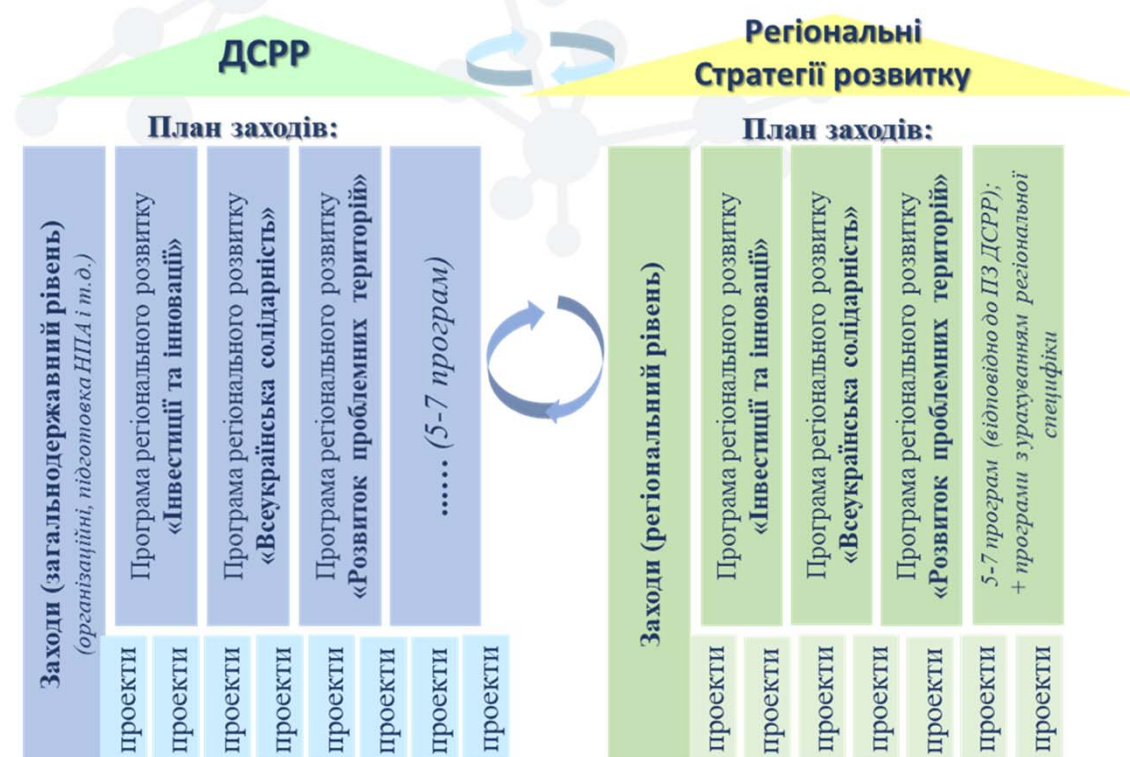 ДСРР
План заходів:
Заходи (загальнодержавний рівень)
(організаційні, підготовка НПА і т.д.)
Програма регіонального розвитку
«Інвестиції та інновації»
Програма регіонального розвитку
«Всеукраїнська солідарність»
Програма регіонального розвитку
«Розвиток проблемних територій»
...... (5-7 програм)
проекти
проекти
проекти
проекти
проекти
проекти
проекти
проекти
Регіональні
Стратегії розвитку
План заходів:
Заходи (регіональний рівень)
Програма регіонального розвитку
«Інвестиції та інновації»
Програма регіонального розвитку
«Всеукраїнська солідарність»
Програма регіонального розвитку
«Розвиток проблемних територій»
5-7 програм (відповідно до ПЗ ДСРР);
+ програми з урахуванням регіональної
специфіки
проекти
проекти
проекти
проекти
проекти
проекти
проекти